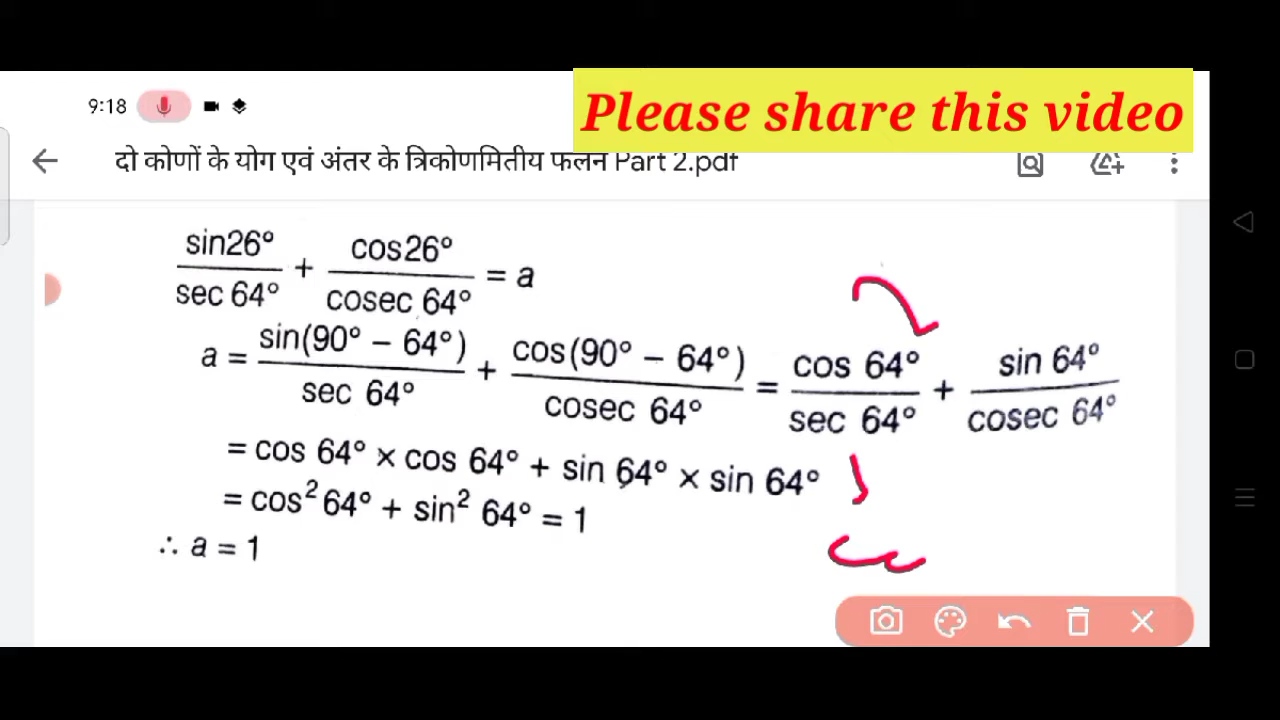 Please share this video
9:18
दो कोणों के योग एवं अंतर के त्रिकोणमितीय फलन Part 2.pdf
sin26°/sec 64° + cos26°/cosec 64° = a
a = sin(90° − 64°)/sec 64° + cos(90° − 64°)/cosec 64° = cos 64°/sec 64° + sin 64°/cosec 64°
= cos 64° × cos 64° + sin 64° × sin 64°
= cos² 64° + sin² 64° = 1
∴ a = 1